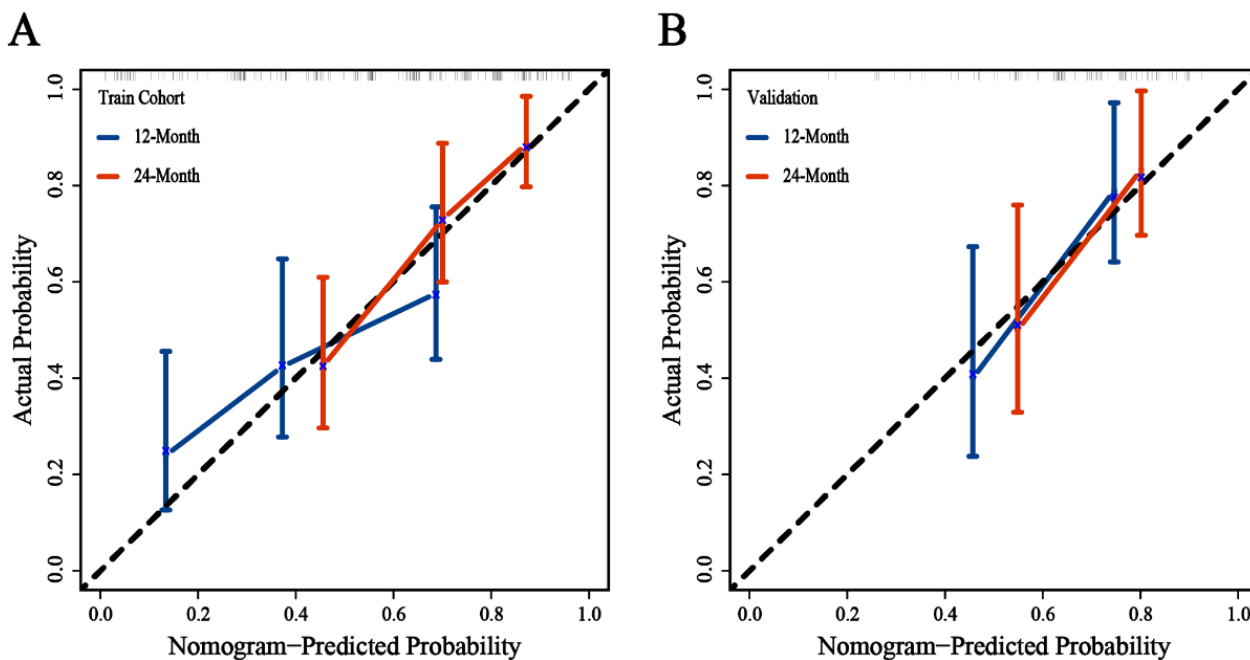 A
Train Cohort
12-Month
24-Month
Actual Probability
1.0
0.8
0.6
0.4
0.2
0.0
0.0 0.2 0.4 0.6 0.8 1.0
Nomogram-Predicted Probability
B
Validation
12-Month
24-Month
Actual Probability
1.0
0.8
0.6
0.4
0.2
0.0
0.0 0.2 0.4 0.6 0.8 1.0
Nomogram-Predicted Probability